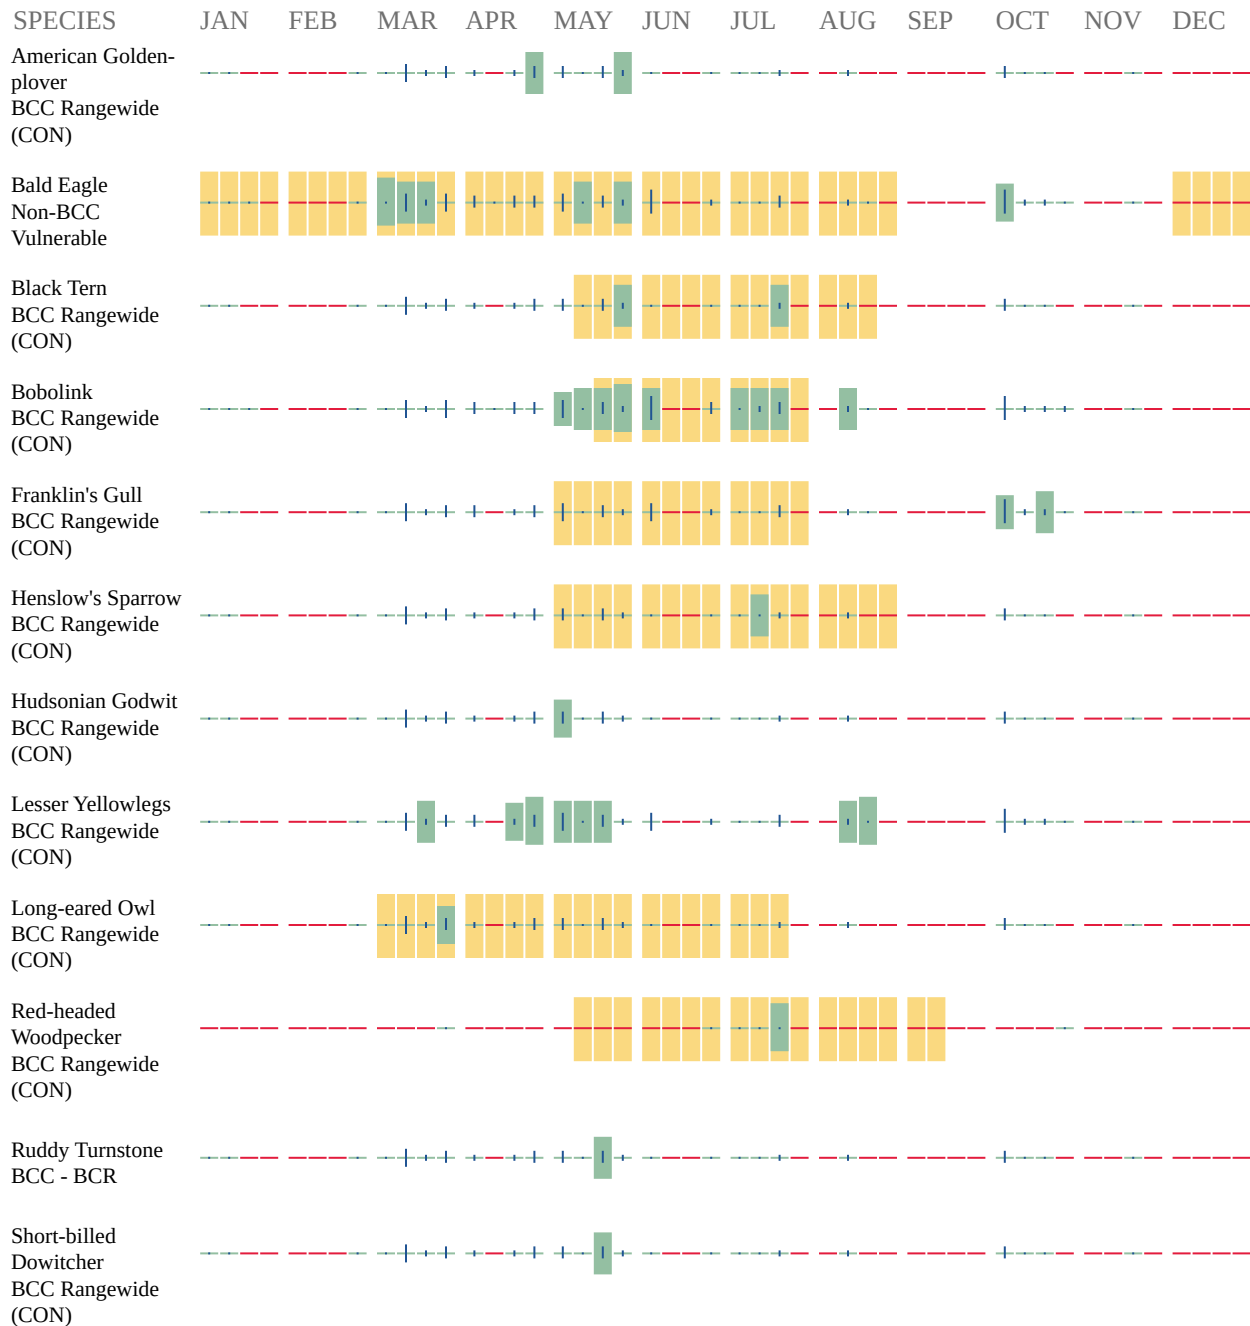 SPECIES JAN FEB MAR APR MAY JUN JUL AUG SEP OCT NOV DEC
American Golden-
plover
BCC Rangewide
(CON)
Bald Eagle
Non-BCC
Vulnerable
Black Tern
BCC Rangewide
(CON)
Bobolink
BCC Rangewide
(CON)
Franklin's Gull
BCC Rangewide
(CON)
Henslow's Sparrow
BCC Rangewide
(CON)
Hudsonian Godwit
BCC Rangewide
(CON)
Lesser Yellowlegs
BCC Rangewide
(CON)
Long-eared Owl
BCC Rangewide
(CON)
Red-headed
Woodpecker
BCC Rangewide
(CON)
Ruddy Turnstone
BCC - BCR
Short-billed
Dowitcher
BCC Rangewide
(CON)